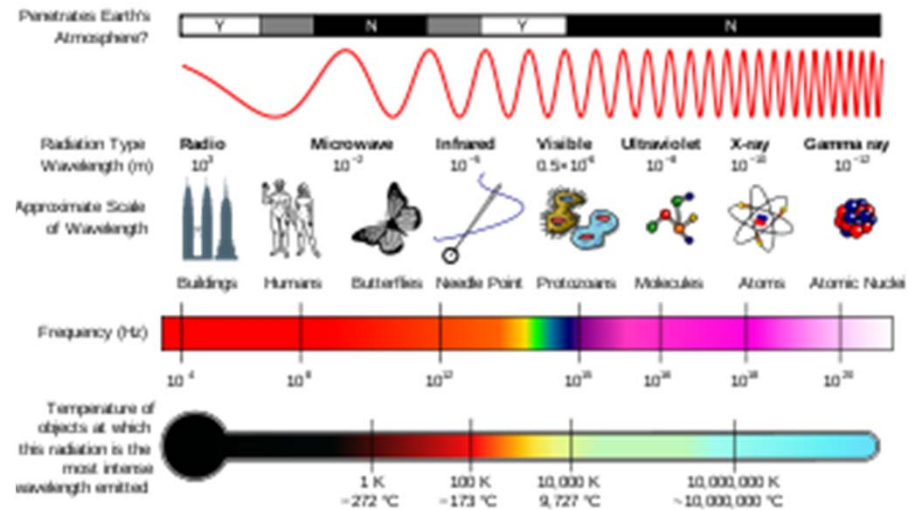 Penetrates Earth's
Atmosphere?
Y N Y N
Radiation Type
Radio Microwave Infrared Visible Ultraviolet X-ray Gamma ray
Wavelength (m)
10³ 10⁻² 10⁻⁵ 0.5×10⁻⁶ 10⁻⁸ 10⁻¹⁰ 10⁻¹²
Approximate Scale
of Wavelength
Buildings Humans Butterflies Needle Point Protozoans Molecules Atoms Atomic Nuclei
Frequency (Hz)
10⁸ 10¹² 10¹⁵ 10¹⁶ 10¹⁸ 10²⁰
Temperature of
objects at which
this radiation is the
most intense
wavelength emitted
1 K 100 K 10,000 K 10,000,000 K
−272 °C −173 °C 9,727 °C ~10,000,000 °C